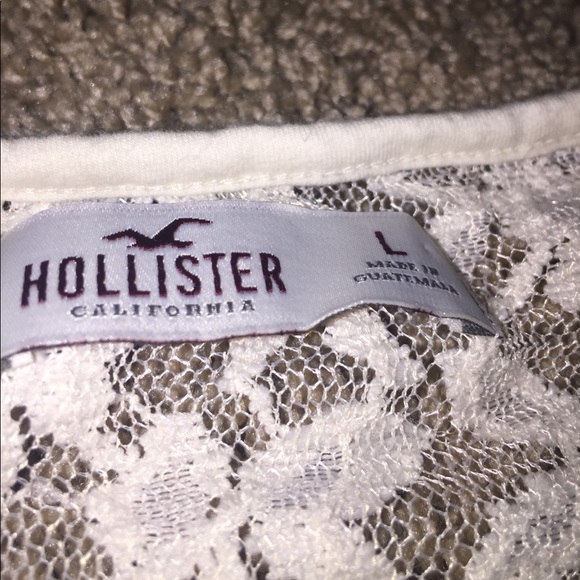 HOLLISTER
CALIFORNIA
L
MADE IN
GUATEMALA